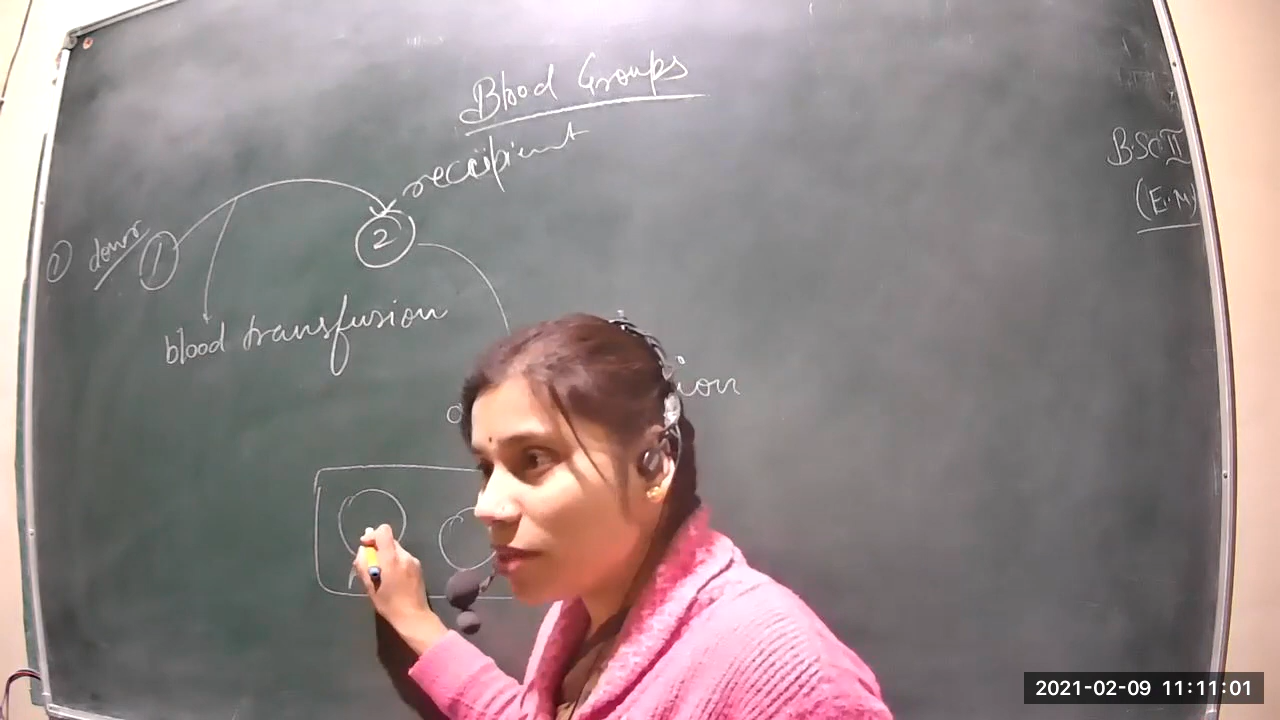 Blood Groups
recipient
B.Sc II
(E.M)
① donor ①
②
blood transfusion
2021-02-09 11:11:01